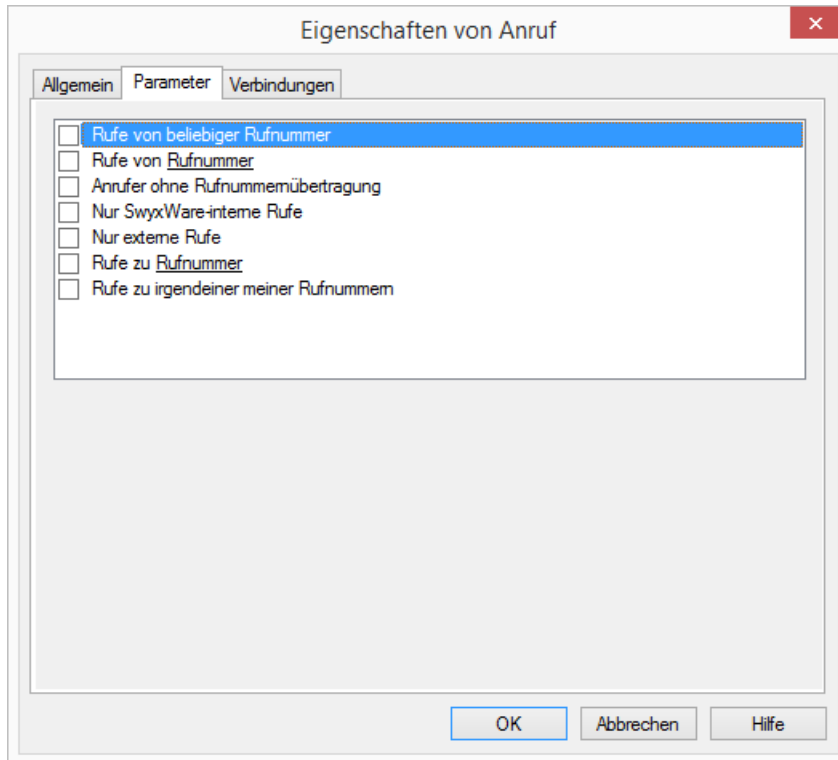 Eigenschaften von Anruf
Allgemein Parameter Verbindungen
Rufe von beliebiger Rufnummer
Rufe von Rufnummer
Anrufer ohne Rufnummernübertragung
Nur SwyxWare-interne Rufe
Nur externe Rufe
Rufe zu Rufnummer
Rufe zu irgendeiner meiner Rufnummern
OK Abbrechen Hilfe